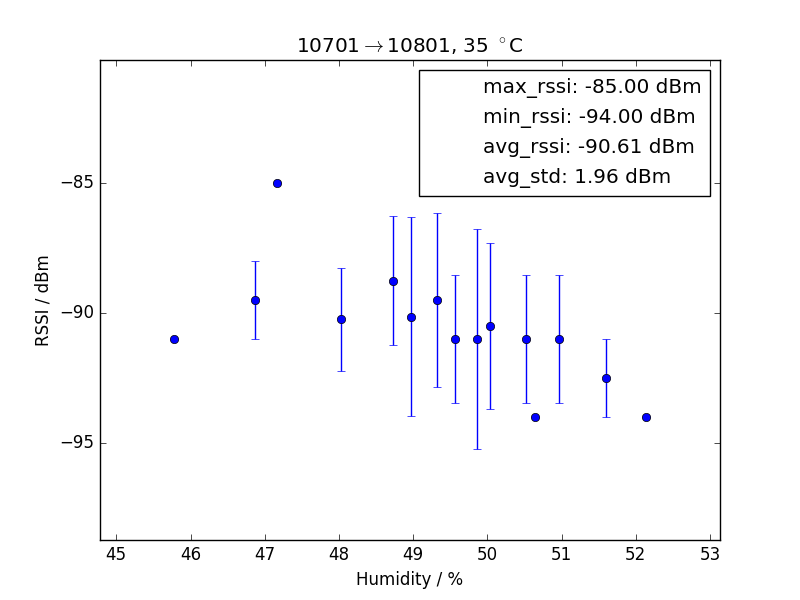 10701→10801, 35 °C
max_rssi: -85.00 dBm
min_rssi: -94.00 dBm
avg_rssi: -90.61 dBm
avg_std: 1.96 dBm
RSSI / dBm
−85
−90
−95
45 46 47 48 49 50 51 52 53
Humidity / %